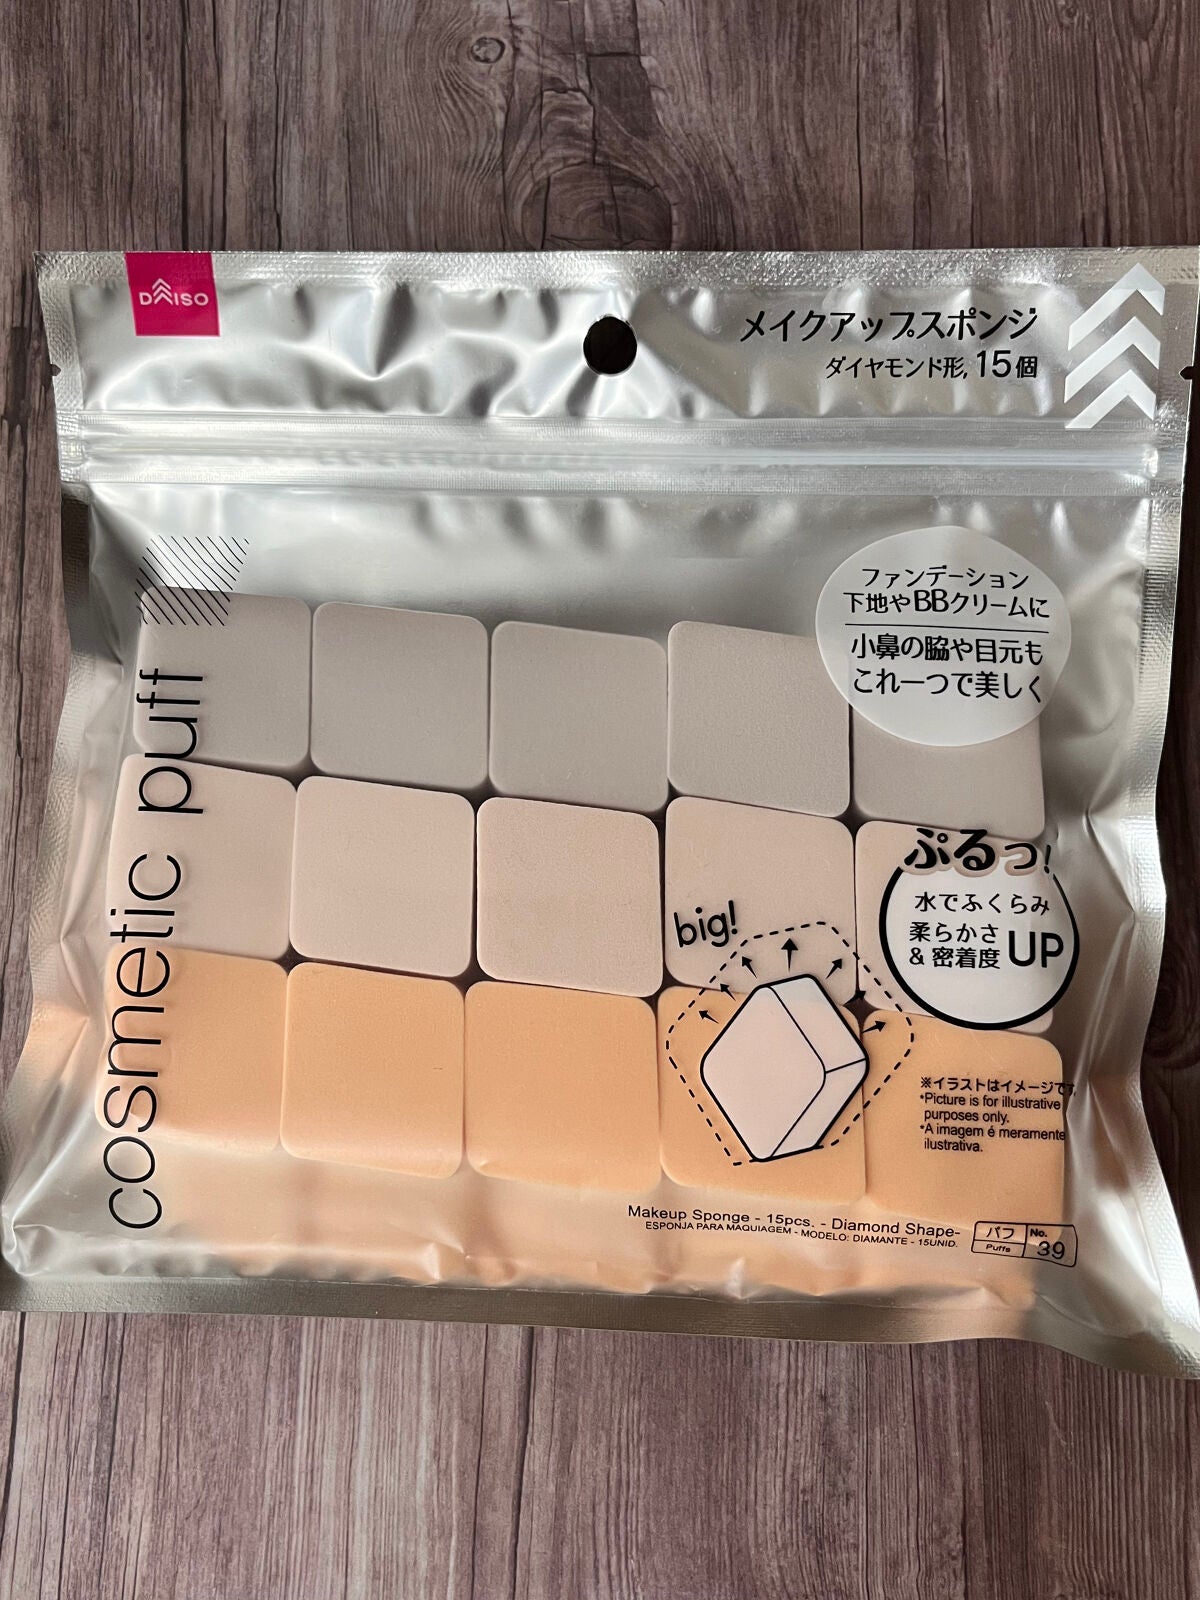 DAISO
メイクアップスポンジ
ダイヤモンド形, 15個
ファンデーション
下地やBBクリームに
小鼻の脇や目元も
これ一つで美しく
cosmetic puff
ぷるっ!
水でふくらみ
柔らかさ
&密着度 UP
big!
※イラストはイメージです
*Picture is for illustrative
purposes only.
*A imagem é meramente
ilustrativa.
Makeup Sponge - 15pcs. - Diamond Shape-
ESPONJA PARA MAQUIAGEM - MODELO: DIAMANTE - 15UNID.
パフ No.
Puffs 39